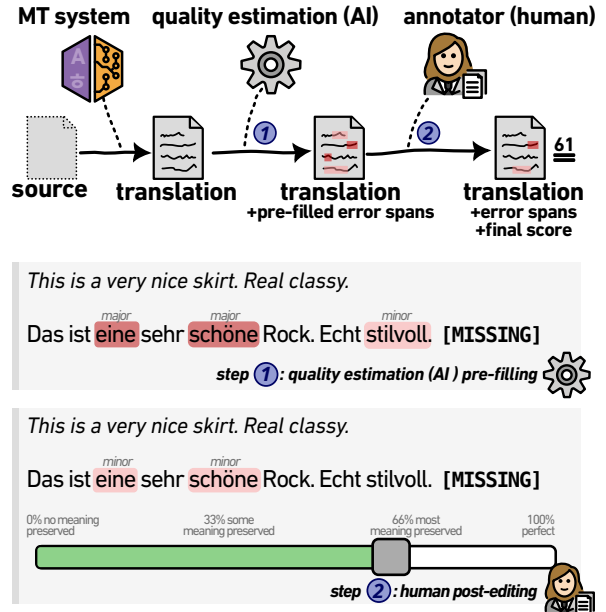 MT system quality estimation (AI) annotator (human)
A
ㅎ
1 2
61
source translation translation translation
+pre-filled error spans +error spans
+final score
This is a very nice skirt. Real classy.
major major minor
Das ist eine sehr schöne Rock. Echt stilvoll. [MISSING]
step 1: quality estimation (AI ) pre-filling
This is a very nice skirt. Real classy.
minor minor
Das ist eine sehr schöne Rock. Echt stilvoll. [MISSING]
0% no meaning 33% some 66% most 100%
preserved meaning preserved meaning preserved perfect
step 2: human post-editing